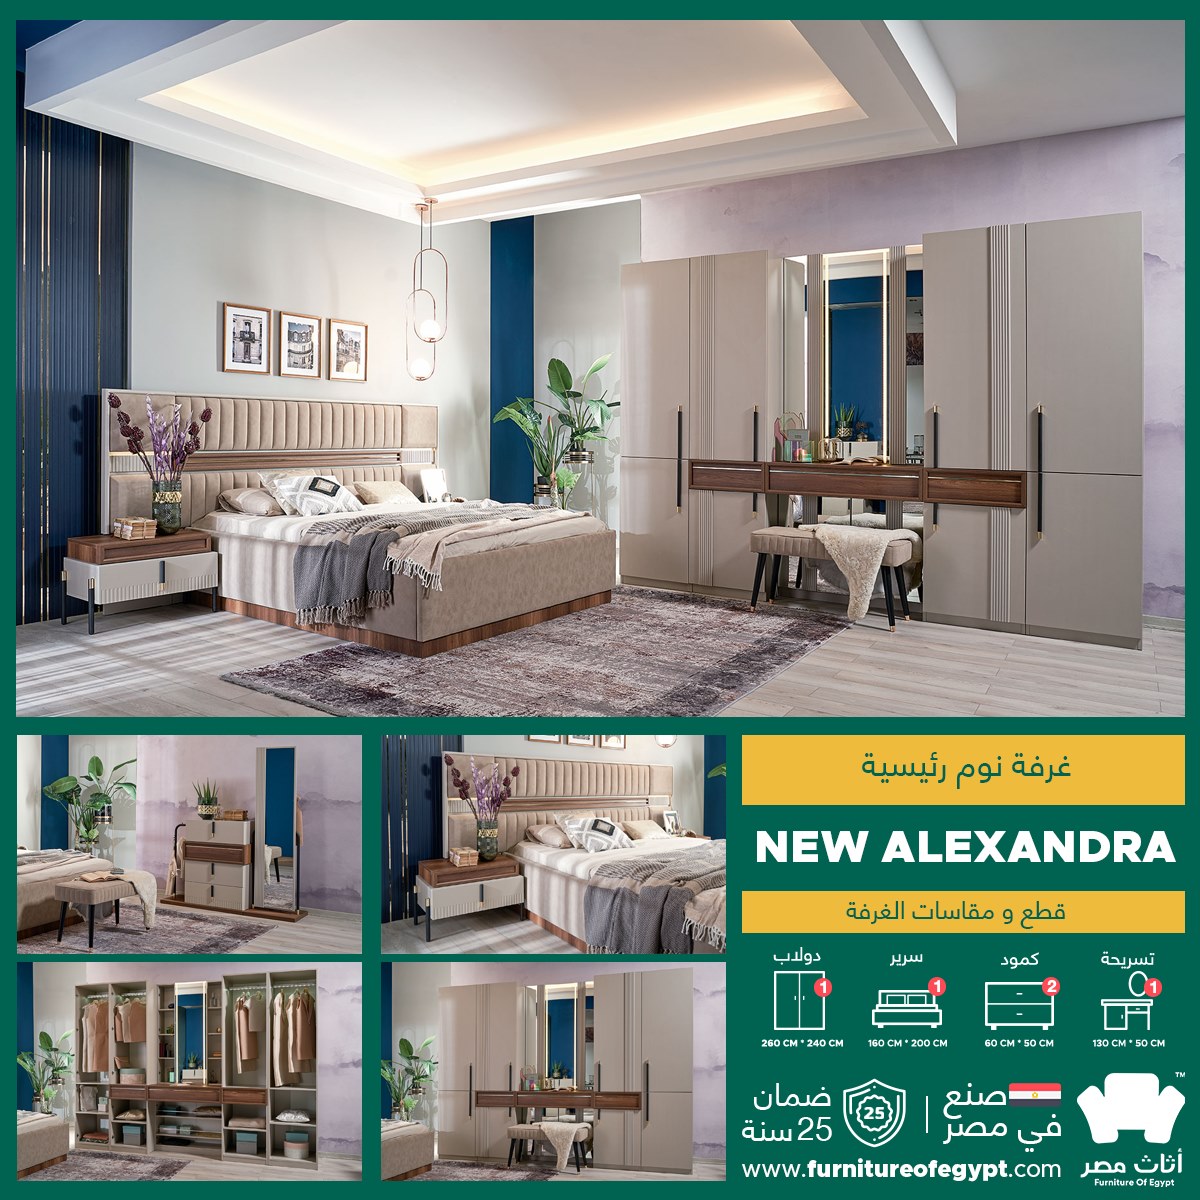 غرفة نوم رئيسية
NEW ALEXANDRA
قطع و مقاسات الغرفة
تسريحة
1
130 CM * 50 CM
كمود
2
60 CM * 50 CM
سرير
1
160 CM * 200 CM
دولاب
1
260 CM * 240 CM
صنع
في مصر
25
ضمان
25 سنة
www.furnitureofegypt.com
TM
أثاث مصر
Furniture Of Egypt